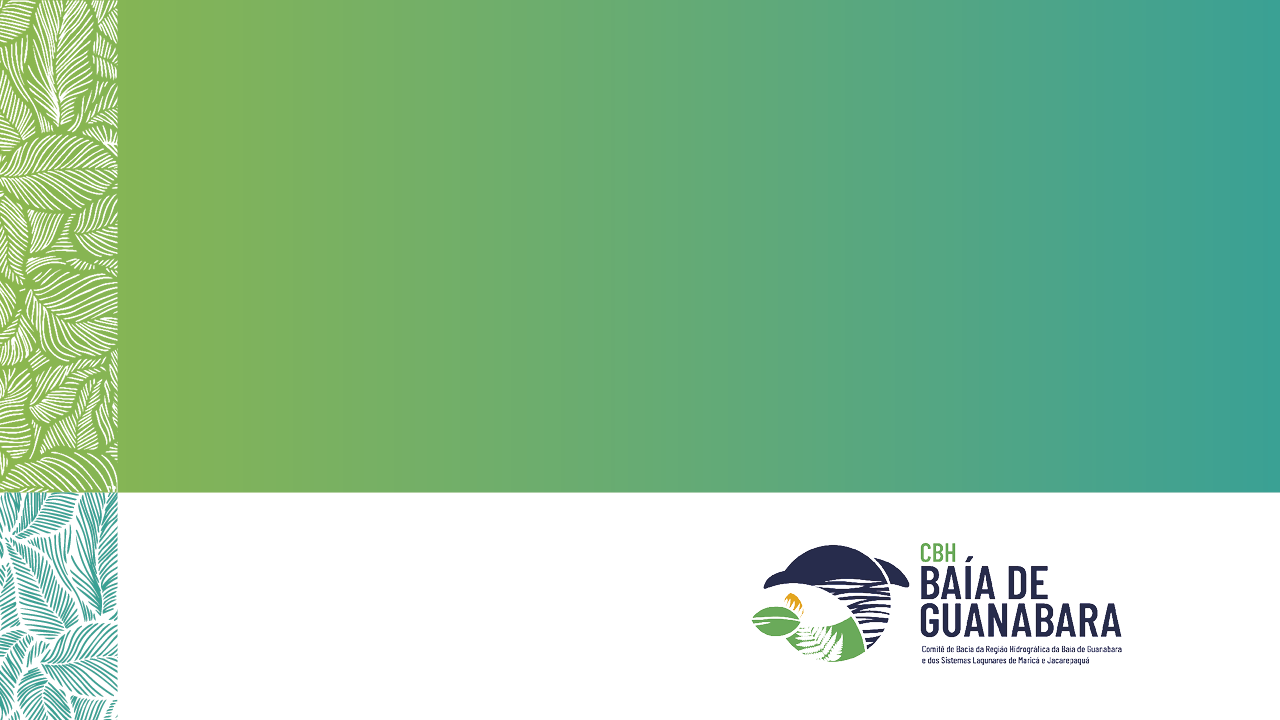 CBH
BAÍA DE
GUANABARA
Comitê de Bacia da Região Hidrográfica da Baía de Guanabara
e dos Sistemas Lagunares de Maricá e Jacarepaguá